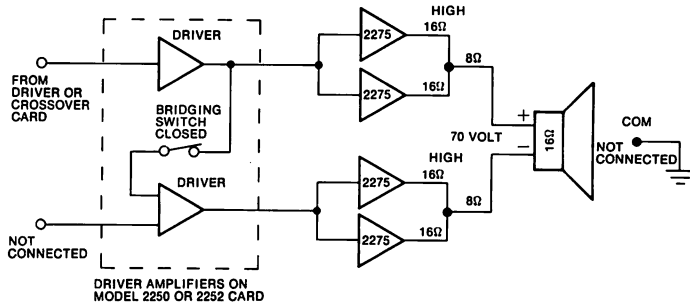 DRIVER
FROM
DRIVER OR
CROSSOVER
CARD
BRIDGING
SWITCH
CLOSED
DRIVER
NOT
CONNECTED
DRIVER AMPLIFIERS ON
MODEL 2250 OR 2252 CARD
HIGH
2275
16Ω
2275
16Ω
8Ω
70 VOLT
+
−
16Ω
COM
NOT
CONNECTED
HIGH
2275
16Ω
2275
16Ω
8Ω